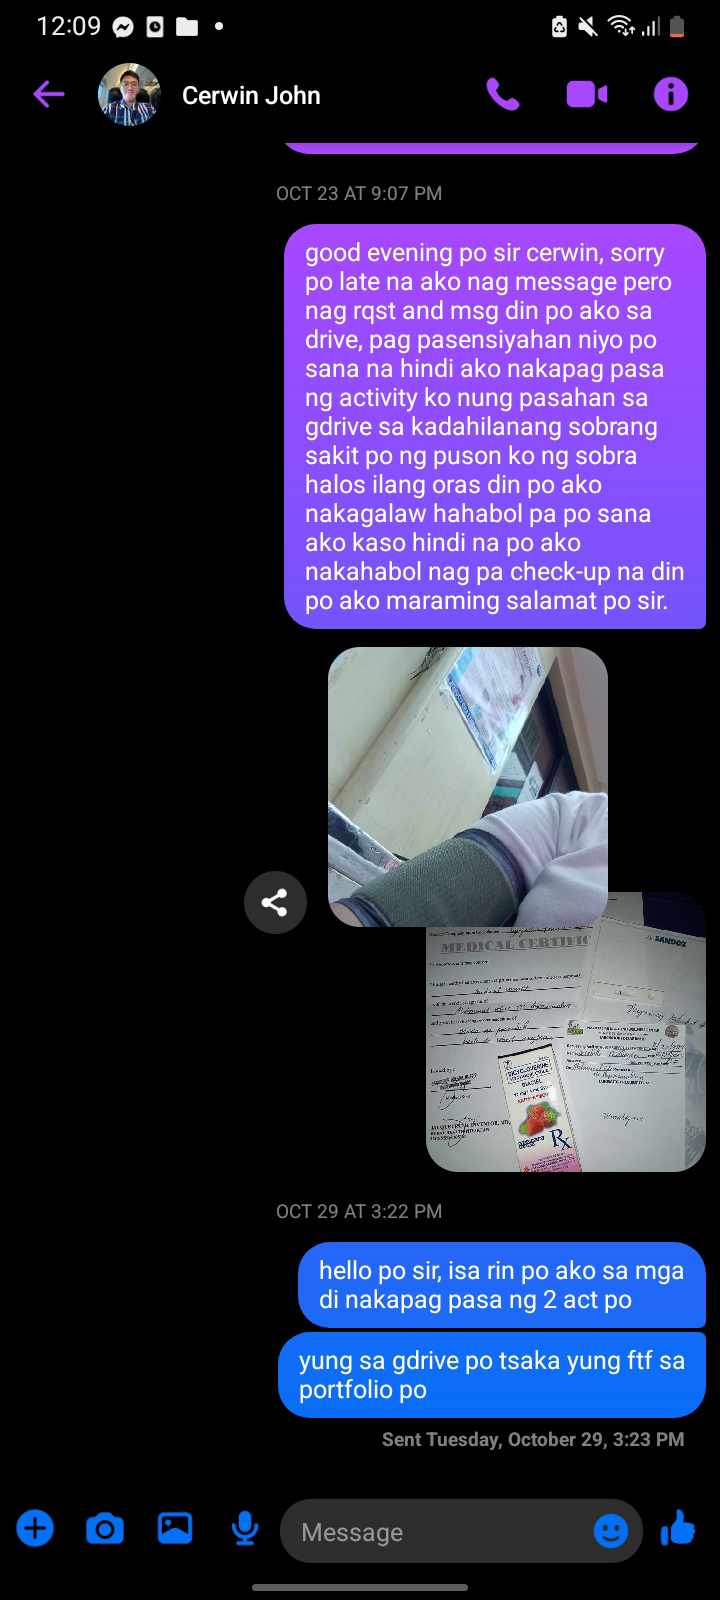 12:09
Cerwin John
OCT 23 AT 9:07 PM
good evening po sir cerwin, sorry
po late na ako nag message pero
nag rqst and msg din po ako sa
drive, pag pasensiyahan niyo po
sana na hindi ako nakapag pasa
ng activity ko nung pasahan sa
gdrive sa kadahilanang sobrang
sakit po ng puson ko ng sobra
halos ilang oras din po ako
nakagalaw hahabol pa po sana
ako kaso hindi na po ako
nakahabol nag pa check-up na din
po ako maraming salamat po sir.
MEDICAL CERTIFIC
SANDOZ
Rx
OCT 29 AT 3:22 PM
hello po sir, isa rin po ako sa mga
di nakapag pasa ng 2 act po
yung sa gdrive po tsaka yung ftf sa
portfolio po
Sent Tuesday, October 29, 3:23 PM
Message